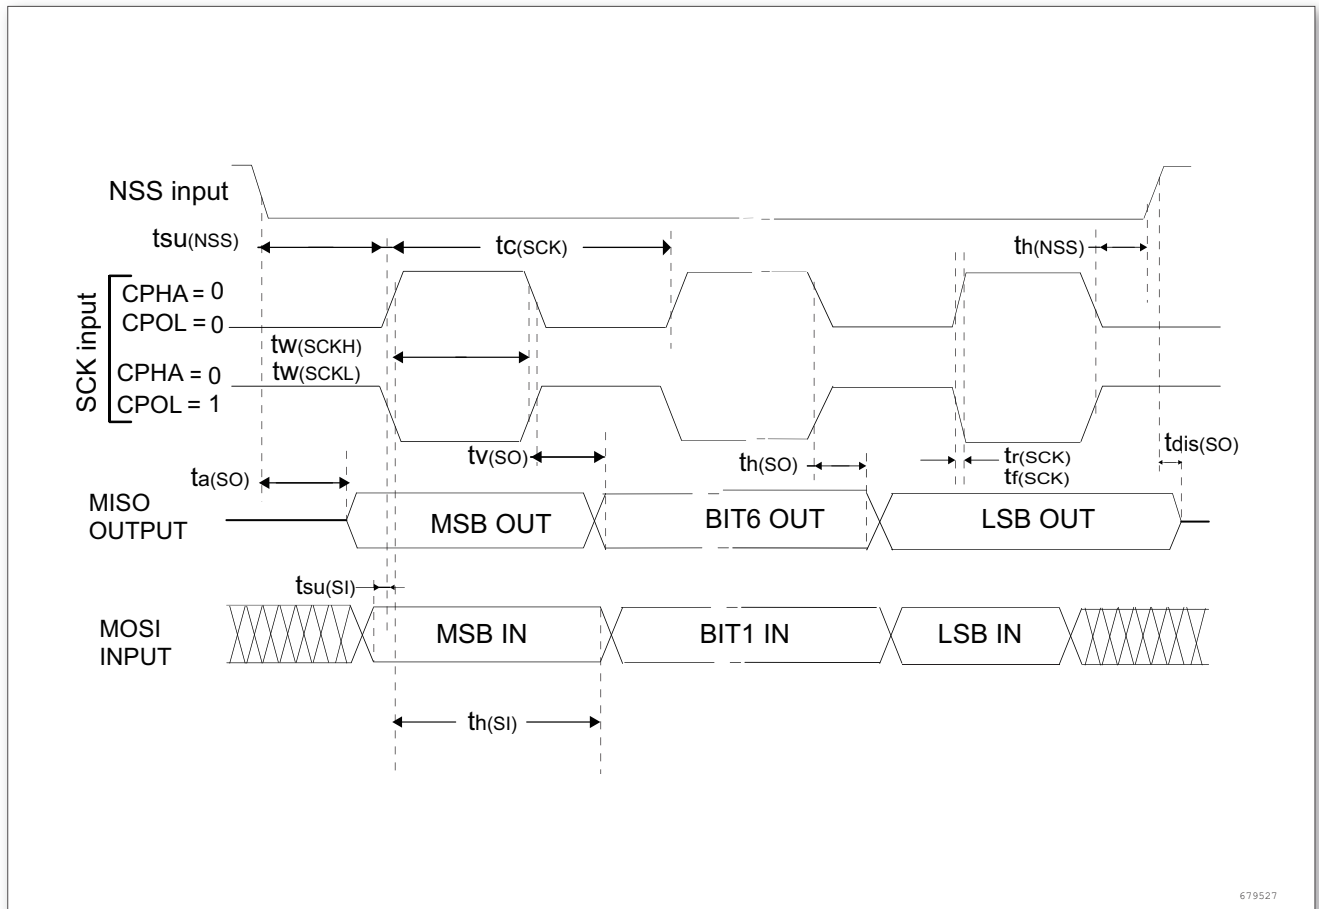 NSS input
tsu(NSS)
tc(SCK)
th(NSS)
SCK input
CPHA = 0
CPOL = 0
tw(SCKH)
CPHA = 0
tw(SCKL)
CPOL = 1
tv(SO)
th(SO)
tr(SCK)
tdis(SO)
ta(SO)
tf(SCK)
MISO
OUTPUT
MSB OUT
BIT6 OUT
LSB OUT
tsu(SI)
MOSI
INPUT
MSB IN
BIT1 IN
LSB IN
th(SI)
679527